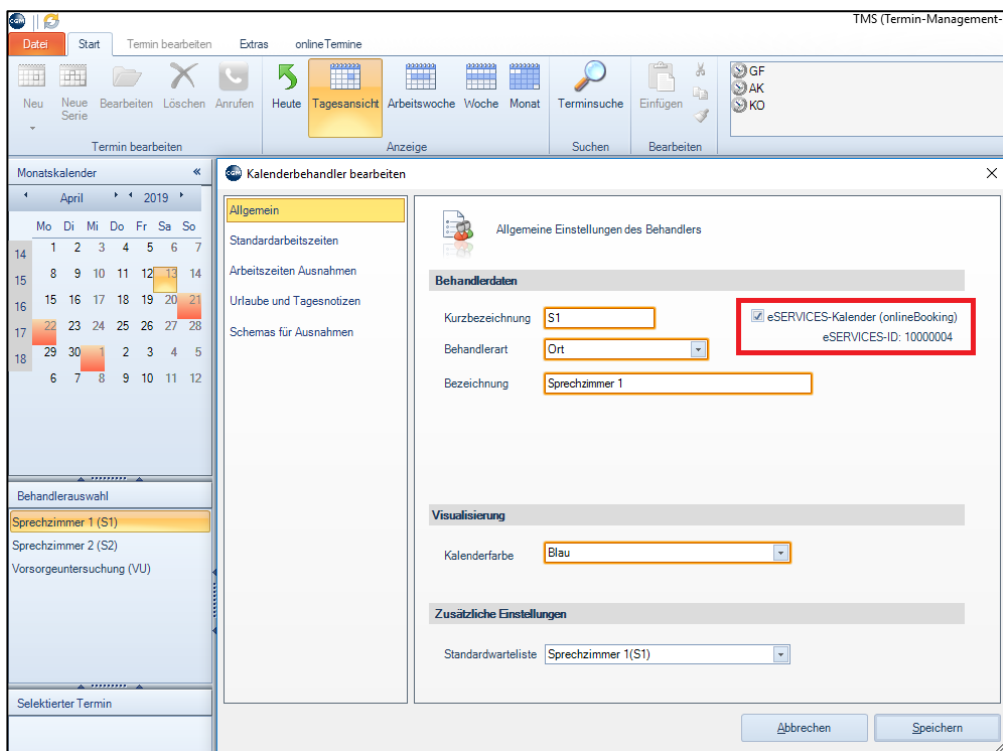 CGM
TMS (Termin-Management-
Datei Start Termin bearbeiten Extras onlineTermine
Neu Neue Serie Bearbeiten Löschen Anrufen Heute Tagesansicht Arbeitswoche Woche Monat Terminsuche Einfügen
GF
AK
KO
Termin bearbeiten Anzeige Suchen Bearbeiten
Monatskalender «
April 2019
Mo Di Mi Do Fr Sa So
14 1 2 3 4 5 6 7
15 8 9 10 11 12 13 14
16 15 16 17 18 19 20 21
17 22 23 24 25 26 27 28
18 29 30 1 2 3 4 5
6 7 8 9 10 11 12
Behandlerauswahl
Sprechzimmer 1 (S1)
Sprechzimmer 2 (S2)
Vorsorgeuntersuchung (VU)
Selektierter Termin
CGM Kalenderbehandler bearbeiten
Allgemein
Standardarbeitszeiten
Arbeitszeiten Ausnahmen
Urlaube und Tagesnotizen
Schemas für Ausnahmen
Allgemeine Einstellungen des Behandlers
Behandlerdaten
Kurzbezeichnung S1
eSERVICES-Kalender (onlineBooking)
eSERVICES-ID: 10000004
Behandlerart Ort
Bezeichnung Sprechzimmer 1
Visualisierung
Kalenderfarbe Blau
Zusätzliche Einstellungen
Standardwarteliste Sprechzimmer 1(S1)
Abbrechen Speichern